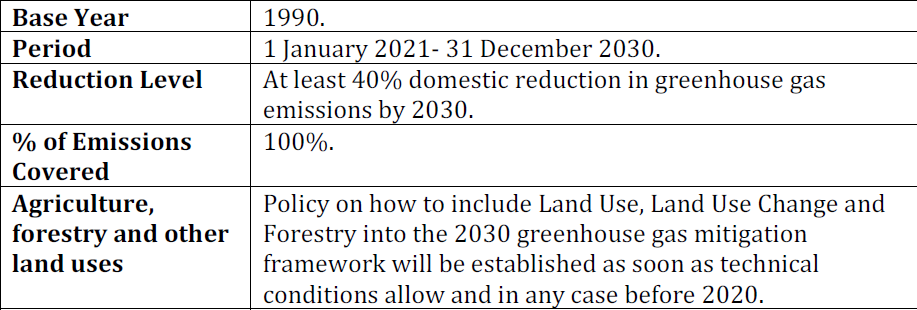 Base Year 1990.
Period 1 January 2021- 31 December 2030.
Reduction Level At least 40% domestic reduction in greenhouse gas
emissions by 2030.
% of Emissions 100%.
Covered
Agriculture, Policy on how to include Land Use, Land Use Change and
forestry and other Forestry into the 2030 greenhouse gas mitigation
land uses framework will be established as soon as technical
conditions allow and in any case before 2020.